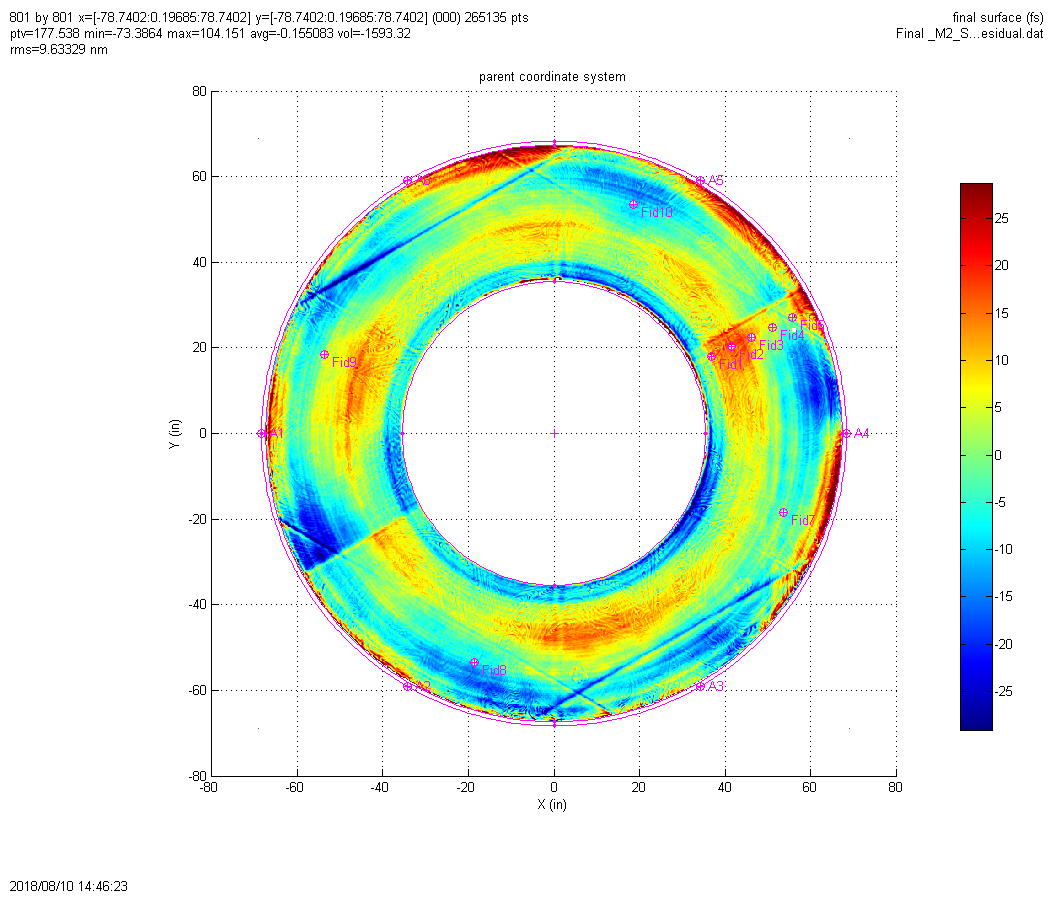 801 by 801 x=[-78.7402:0.19685:78.7402] y=[-78.7402:0.19685:78.7402] (000) 265135 pts
final surface (fs)
ptv=177.538 min=-73.3864 max=104.151 avg=-0.155083 vol=-1593.32
Final _M2_S...esidual.dat
rms=9.63329 nm
parent coordinate system
80
60
40
20
0
-20
-40
-60
-80
Y (in)
-80
-60
-40
-20
0
20
40
60
80
X (in)
A5
Fid10
Fid4
Fid3
Fid2
Fid1
Fid9
A1
A4
Fid7
Fid8
A2
A3
25
20
15
10
5
0
-5
-10
-15
-20
-25
2018/08/10 14:46:23